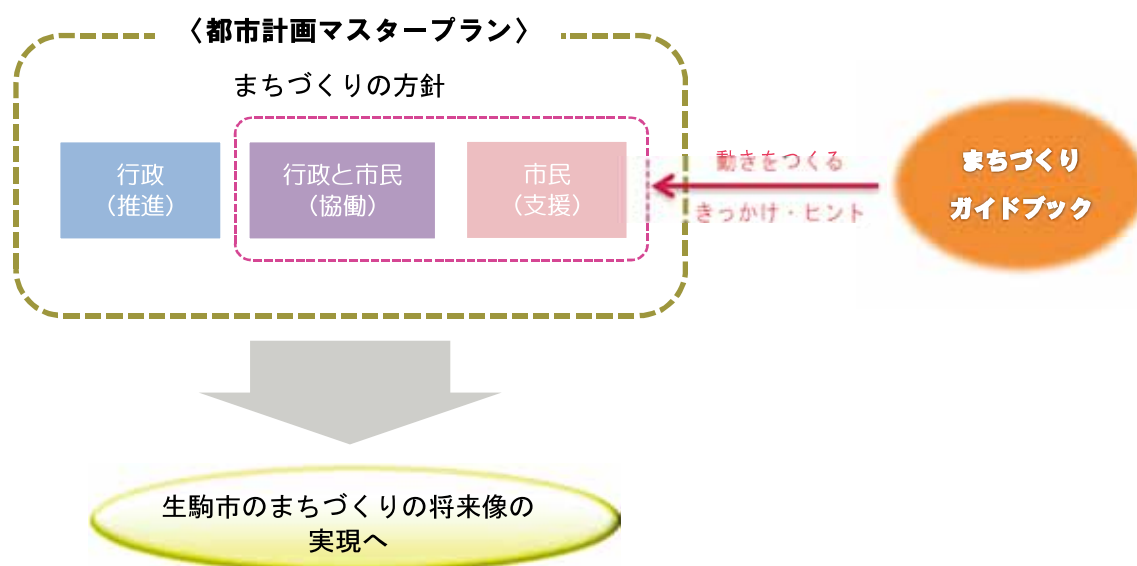 〈都市計画マスタープラン〉
まちづくりの方針
行政
（推進）
行政と市民
（協働）
市民
（支援）
動きをつくる
きっかけ・ヒント
まちづくり
ガイドブック
生駒市のまちづくりの将来像の
実現へ